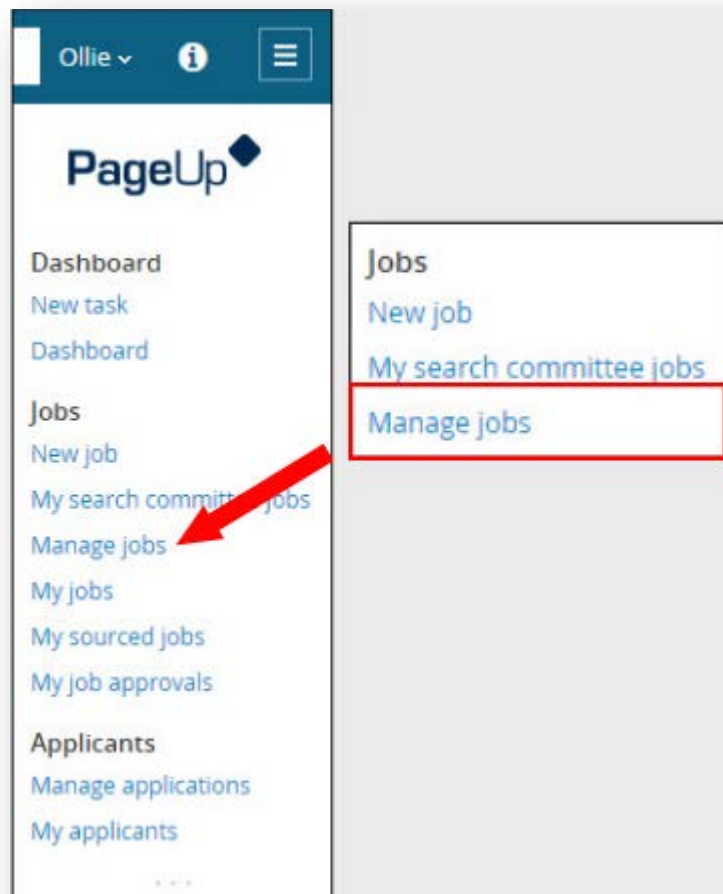 Ollie
PageUp
Dashboard
New task
Dashboard
Jobs
New job
My search committee jobs
Manage jobs
My jobs
My sourced jobs
My job approvals
Applicants
Manage applications
My applicants
. . .
Jobs
New job
My search committee jobs
Manage jobs